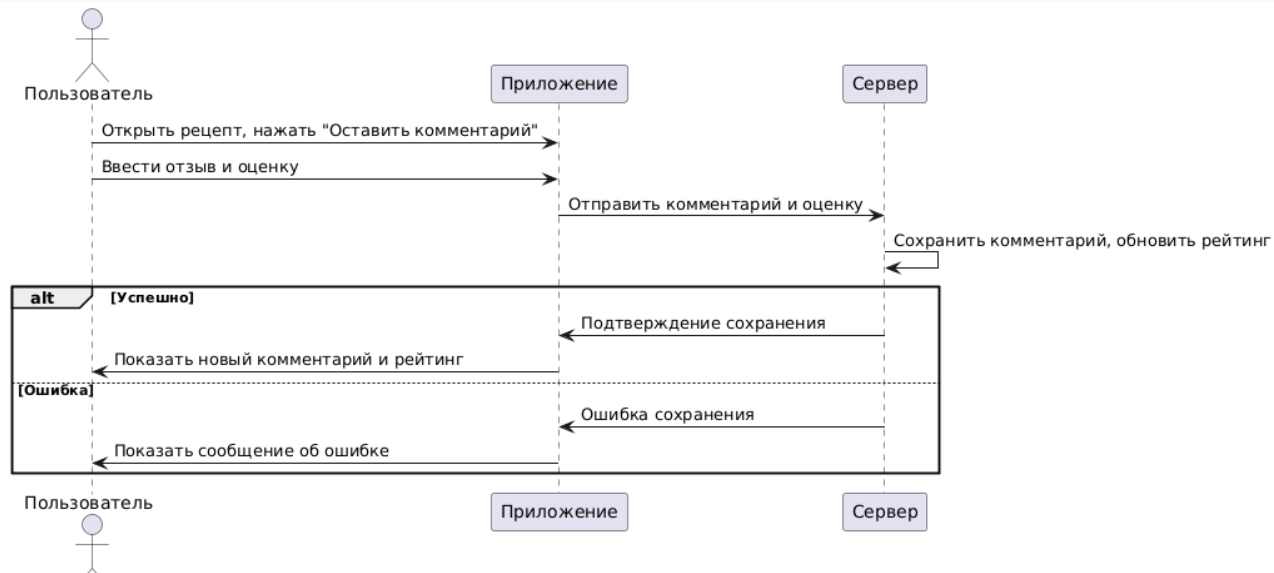 Пользователь
Приложение
Сервер
Открыть рецепт, нажать "Оставить комментарий"
Ввести отзыв и оценку
Отправить комментарий и оценку
Сохранить комментарий, обновить рейтинг
alt
[Успешно]
Подтверждение сохранения
Показать новый комментарий и рейтинг
[Ошибка]
Ошибка сохранения
Показать сообщение об ошибке
Пользователь
Приложение
Сервер